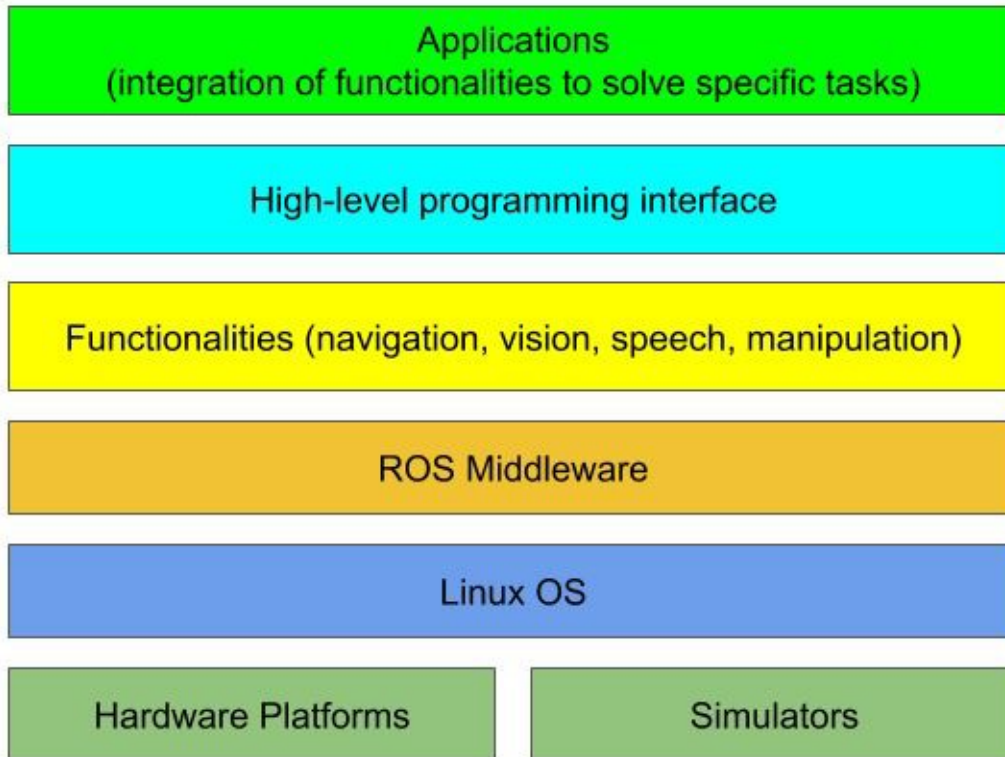 Applications
(integration of functionalities to solve specific tasks)
High-level programming interface
Functionalities (navigation, vision, speech, manipulation)
ROS Middleware
Linux OS
Hardware Platforms
Simulators